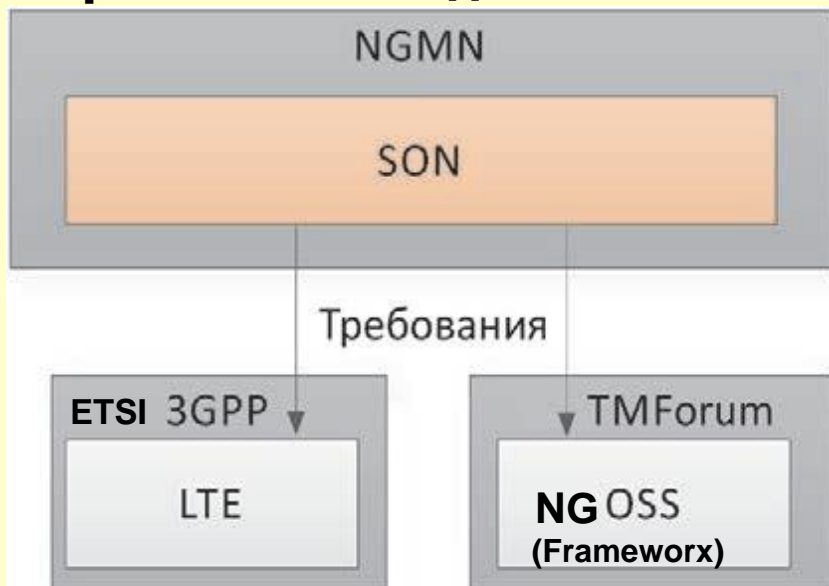 NGMN
SON
Требования
ETSI 3GPP
TMForum
LTE
NG OSS
(Frameworx)